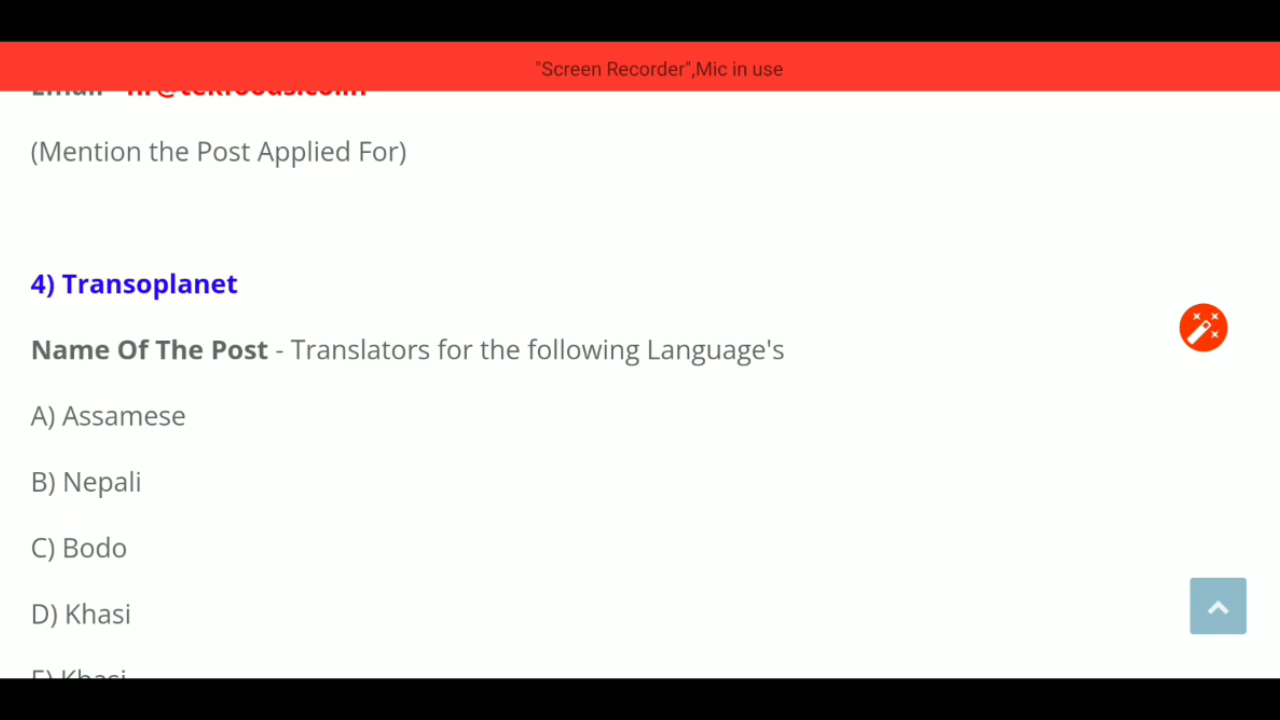 "Screen Recorder",Mic in use
(Mention the Post Applied For)
4) Transoplanet
Name Of The Post - Translators for the following Language's
A) Assamese
B) Nepali
C) Bodo
D) Khasi